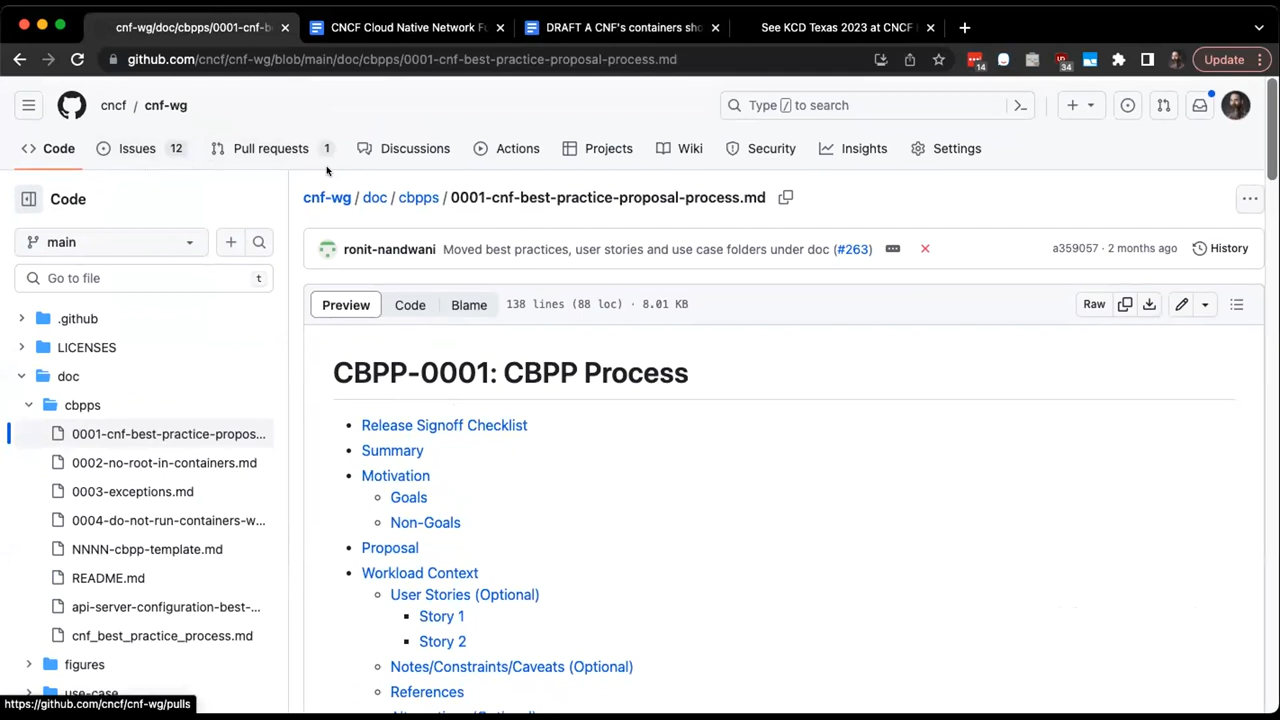 cnf-wg/doc/cbpps/0001-cnf-b
CNCF Cloud Native Network F
DRAFT A CNF's containers sho
See KCD Texas 2023 at CNCF
github.com/cncf/cnf-wg/blob/main/doc/cbpps/0001-cnf-best-practice-proposal-process.md
14
34
Update
cncf / cnf-wg
Type / to search
Code
Issues 12
Pull requests 1
Discussions
Actions
Projects
Wiki
Security
Insights
Settings
Code
cnf-wg / doc / cbpps / 0001-cnf-best-practice-proposal-process.md
main
ronit-nandwani Moved best practices, user stories and use case folders under doc (#263)
a359057 · 2 months ago
History
Go to file t
Preview
Code
Blame
138 lines (88 loc) · 8.01 KB
Raw
.github
LICENSES
doc
cbpps
0001-cnf-best-practice-propos...
0002-no-root-in-containers.md
0003-exceptions.md
0004-do-not-run-containers-w...
NNNN-cbpp-template.md
README.md
api-server-configuration-best-...
cnf_best_practice_process.md
figures
use-case
CBPP-0001: CBPP Process
Release Signoff Checklist
Summary
Motivation
Goals
Non-Goals
Proposal
Workload Context
User Stories (Optional)
Story 1
Story 2
Notes/Constraints/Caveats (Optional)
References
https://github.com/cncf/cnf-wg/pulls